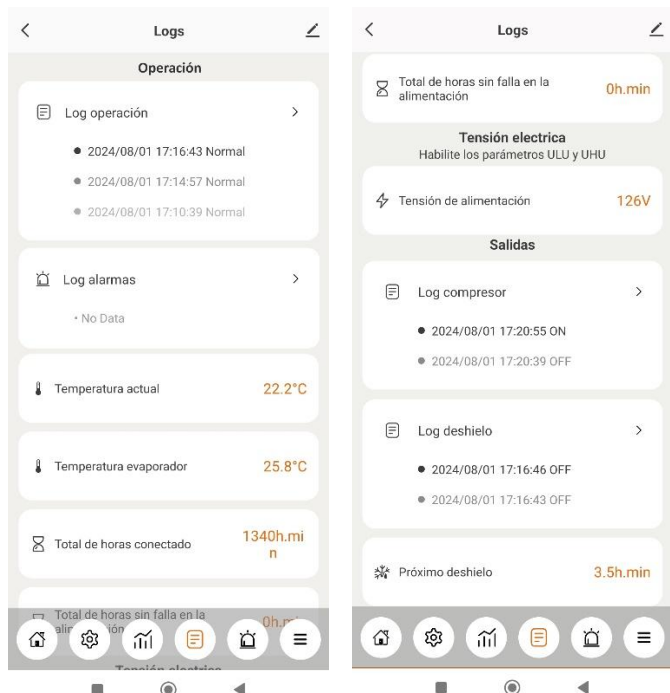 Logs
Operación
Log operación
2024/08/01 17:16:43 Normal
2024/08/01 17:14:57 Normal
2024/08/01 17:10:39 Normal
Log alarmas
• No Data
Temperatura actual
22.2°C
Temperatura evaporador
25.8°C
Total de horas conectado
1340h.mi
n
Total de horas sin falla en la
Logs
Total de horas sin falla en la
alimentación
0h.min
Tensión electrica
Habilite los parámetros ULU y UHU
Tensión de alimentación
126V
Salidas
Log compresor
2024/08/01 17:20:55 ON
2024/08/01 17:20:39 OFF
Log deshielo
2024/08/01 17:16:46 OFF
2024/08/01 17:16:43 OFF
Próximo deshielo
3.5h.min